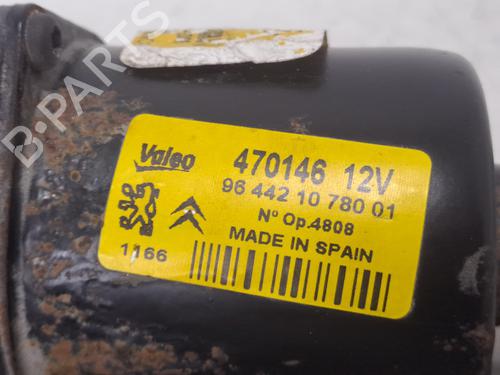 B-PARTS
Valeo
470146 12V
96 442 10 780 01
Nº Op.4808
MADE IN SPAIN
1166